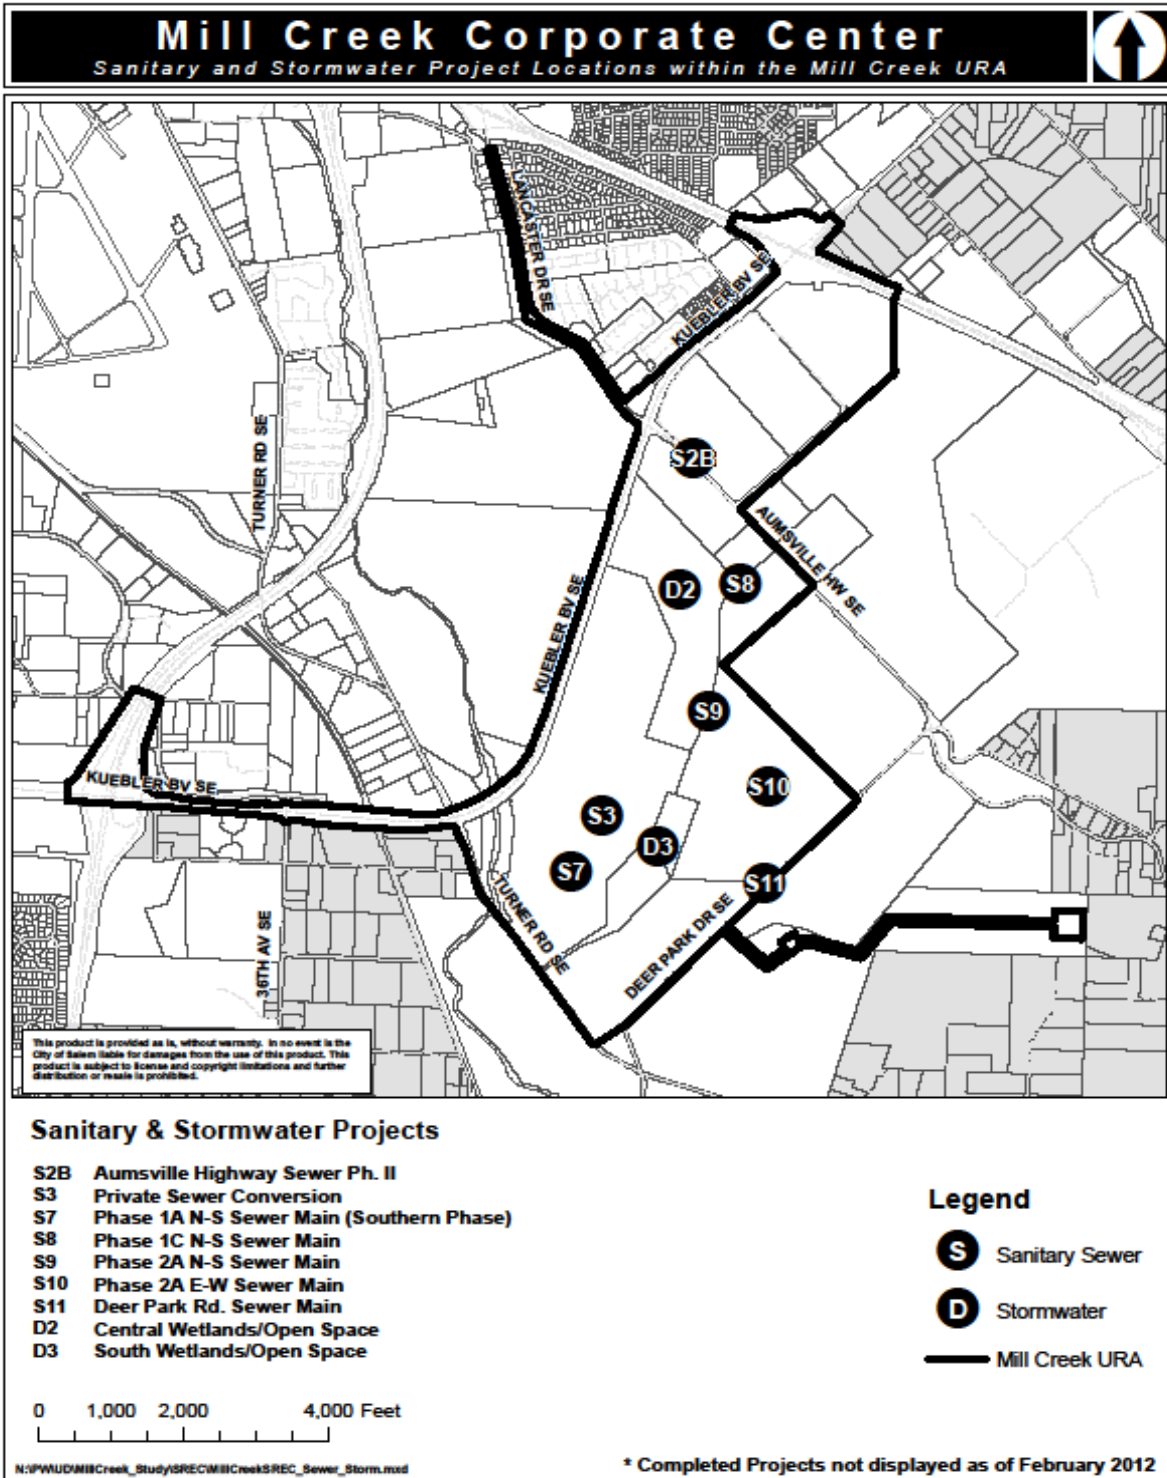 Mill Creek Corporate Center
Sanitary and Stormwater Project Locations within the Mill Creek URA
LANCASTER DR SE
KUEBLER BV SE
TURNER RD SE
S2B
AUMSVILLE HW SE
D2
S8
KUEBLER BV SE
S9
KUEBLER BV SE
S10
S3
D3
S7
S11
TURNER RD SE
DEER PARK DR SE
36TH AV SE
This product is provided as is, without warranty. In no event is the
City of Salem liable for damages from the use of this product. This
product is subject to license and copyright limitations and further
distribution or resale is prohibited.
Sanitary & Stormwater Projects
S2B Aumsville Highway Sewer Ph. II
S3 Private Sewer Conversion
S7 Phase 1A N-S Sewer Main (Southern Phase)
S8 Phase 1C N-S Sewer Main
S9 Phase 2A N-S Sewer Main
S10 Phase 2A E-W Sewer Main
S11 Deer Park Rd. Sewer Main
D2 Central Wetlands/Open Space
D3 South Wetlands/Open Space
Legend
S Sanitary Sewer
D Stormwater
Mill Creek URA
0 1,000 2,000 4,000 Feet
N:\PW\UD\MillCreek_Study\SREC\MillCreekSREC_Sewer_Storm.mxd
* Completed Projects not displayed as of February 2012